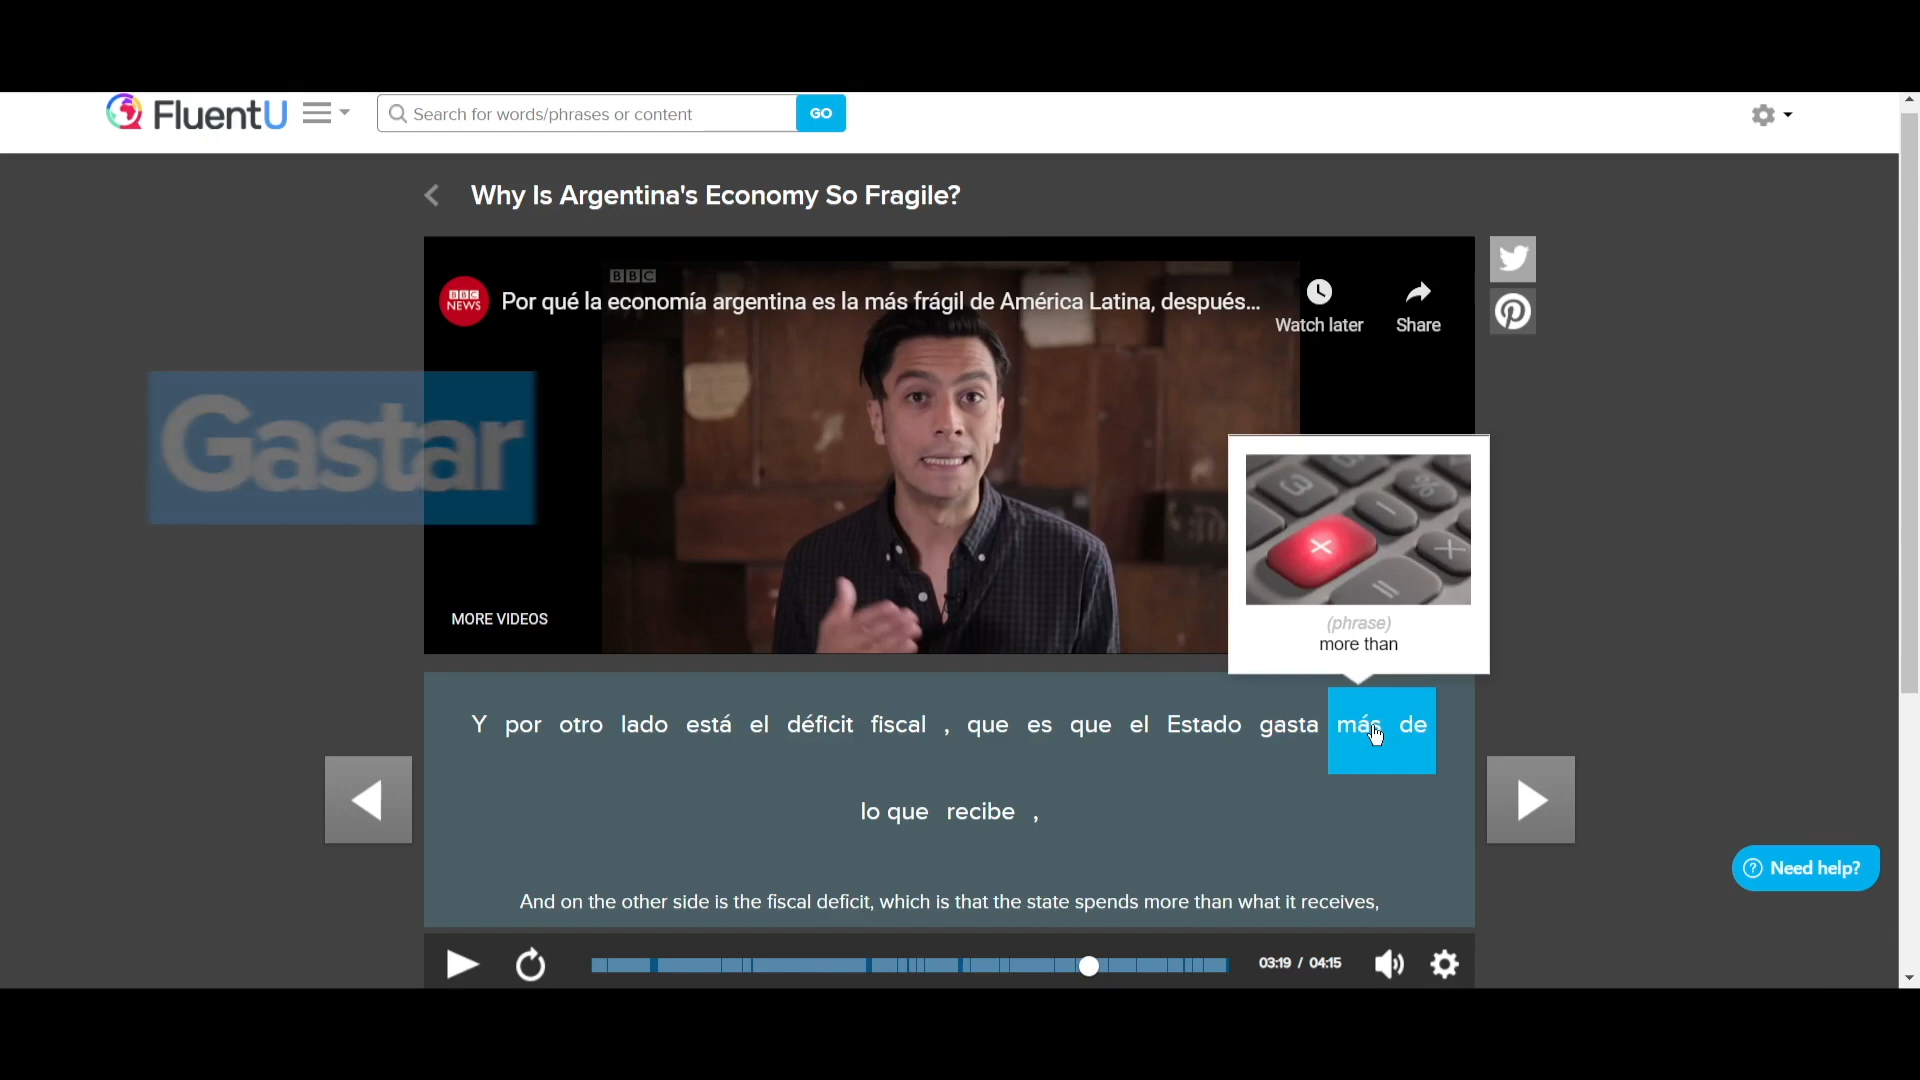 FluentU
Search for words/phrases or content
GO
Why Is Argentina's Economy So Fragile?
BBC
BBC
NEWS
Por qué la economía argentina es la más frágil de América Latina, después...
Watch later
Share
Gastar
MORE VIDEOS
(phrase)
more than
Y por otro lado está el déficit fiscal , que es que el Estado gasta más de
lo que recibe ,
And on the other side is the fiscal deficit, which is that the state spends more than what it receives,
Need help?
03:19 / 04:15